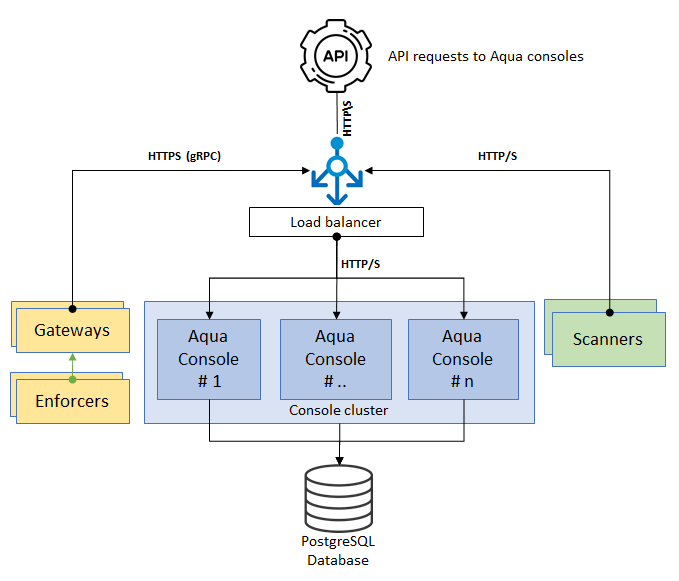 API
API requests to Aqua consoles
HTTP\S
HTTPS (gRPC)
HTTP/S
Load balancer
HTTP/S
Gateways
Enforcers
Aqua
Console
# 1
Aqua
Console
# ..
Aqua
Console
# n
Console cluster
Scanners
PostgreSQL
Database